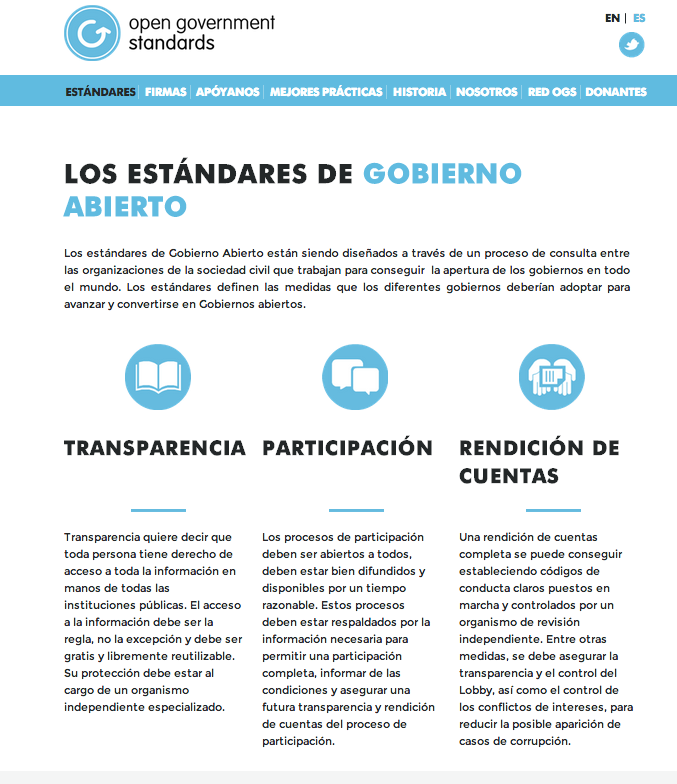 open government
standards
EN | ES
ESTÁNDARES | FIRMAS | APÓYANOS | MEJORES PRÁCTICAS | HISTORIA | NOSOTROS | RED OGS | DONANTES
LOS ESTÁNDARES DE GOBIERNO
ABIERTO
Los estándares de Gobierno Abierto están siendo diseñados a través de un proceso de consulta entre
las organizaciones de la sociedad civil que trabajan para conseguir la apertura de los gobiernos en todo
el mundo. Los estándares definen las medidas que los diferentes gobiernos deberían adoptar para
avanzar y convertirse en Gobiernos abiertos.
TRANSPARENCIA
Transparencia quiere decir que
toda persona tiene derecho de
acceso a toda la información en
manos de todas las
instituciones públicas. El acceso
a la información debe ser la
regla, no la excepción y debe ser
gratis y libremente reutilizable.
Su protección debe estar al
cargo de un organismo
independiente especializado.
PARTICIPACIÓN
Los procesos de participación
deben ser abiertos a todos,
deben estar bien difundidos y
disponibles por un tiempo
razonable. Estos procesos
deben estar respaldados por la
información necesaria para
permitir una participación
completa, informar de las
condiciones y asegurar una
futura transparencia y rendición
de cuentas del proceso de
participación.
RENDICIÓN DE
CUENTAS
Una rendición de cuentas
completa se puede conseguir
estableciendo códigos de
conducta claros puestos en
marcha y controlados por un
organismo de revisión
independiente. Entre otras
medidas, se debe asegurar la
transparencia y el control del
Lobby, así como el control de
los conflictos de intereses, para
reducir la posible aparición de
casos de corrupción.